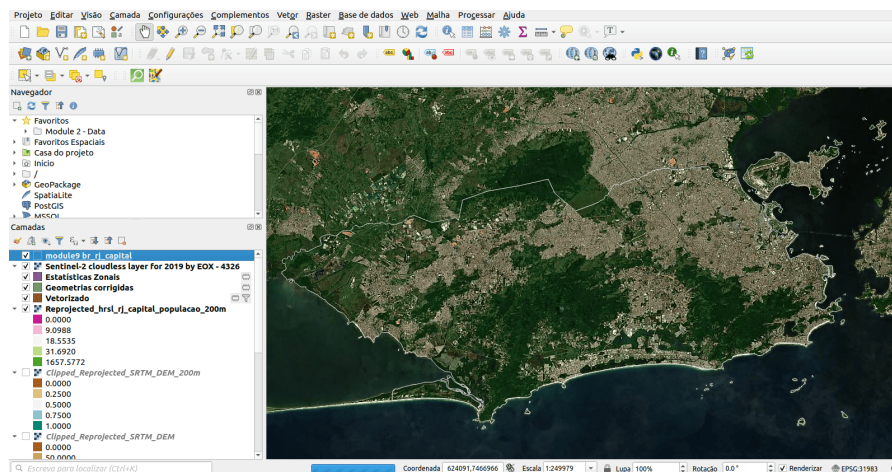 Projeto Editar Visão Camada Configurações Complementos Vetor Raster Base de dados Web Malha Processar Ajuda
Navegador
Favoritos
Module 2 - Data
Favoritos Espaciais
Casa do projeto
Início
/
GeoPackage
SpatiaLite
PostGIS
MSSQL
Camadas
module9 br_rj_capital
Sentinel-2 cloudless layer for 2019 by EOX - 4326
Estatísticas Zonais
Geometrias corrigidas
Vetorizado
Reprojected_hrsl_rj_capital_populacao_200m
0.0000
9.0988
18.5535
31.6920
1657.5772
Clipped_Reprojected_SRTM_DEM_200m
0.0000
0.2500
0.5000
0.7500
1.0000
Clipped_Reprojected_SRTM_DEM
0.0000
50.0000
Escreva para localizar (Ctrl+K) Coordenada 624091,7466966 Escala 1:249979 Lupa 100% Rotação 0.0 ° Renderizar EPSG:31983